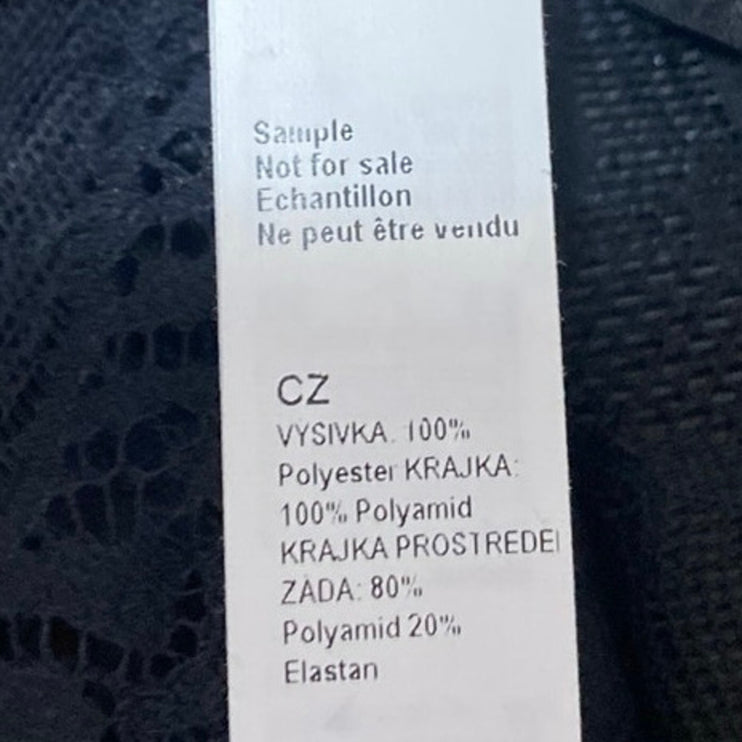 Sample
Not for sale
Echantillon
Ne peut être vendu
CZ
VYSIVKA. 100%
Polyester KRAJKA:
100% Polyamid
KRAJKA PROSTREDE
ZADA: 80%
Polyamid 20%
Elastan